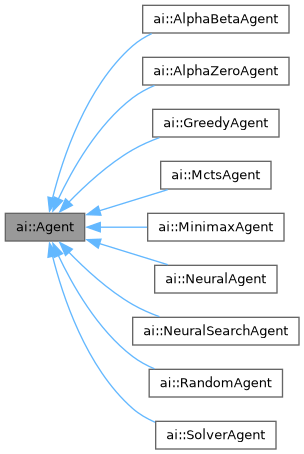 ai::AlphaBetaAgent
ai::AlphaZeroAgent
ai::GreedyAgent
ai::MctsAgent
ai::Agent
ai::MinimaxAgent
ai::NeuralAgent
ai::NeuralSearchAgent
ai::RandomAgent
ai::SolverAgent